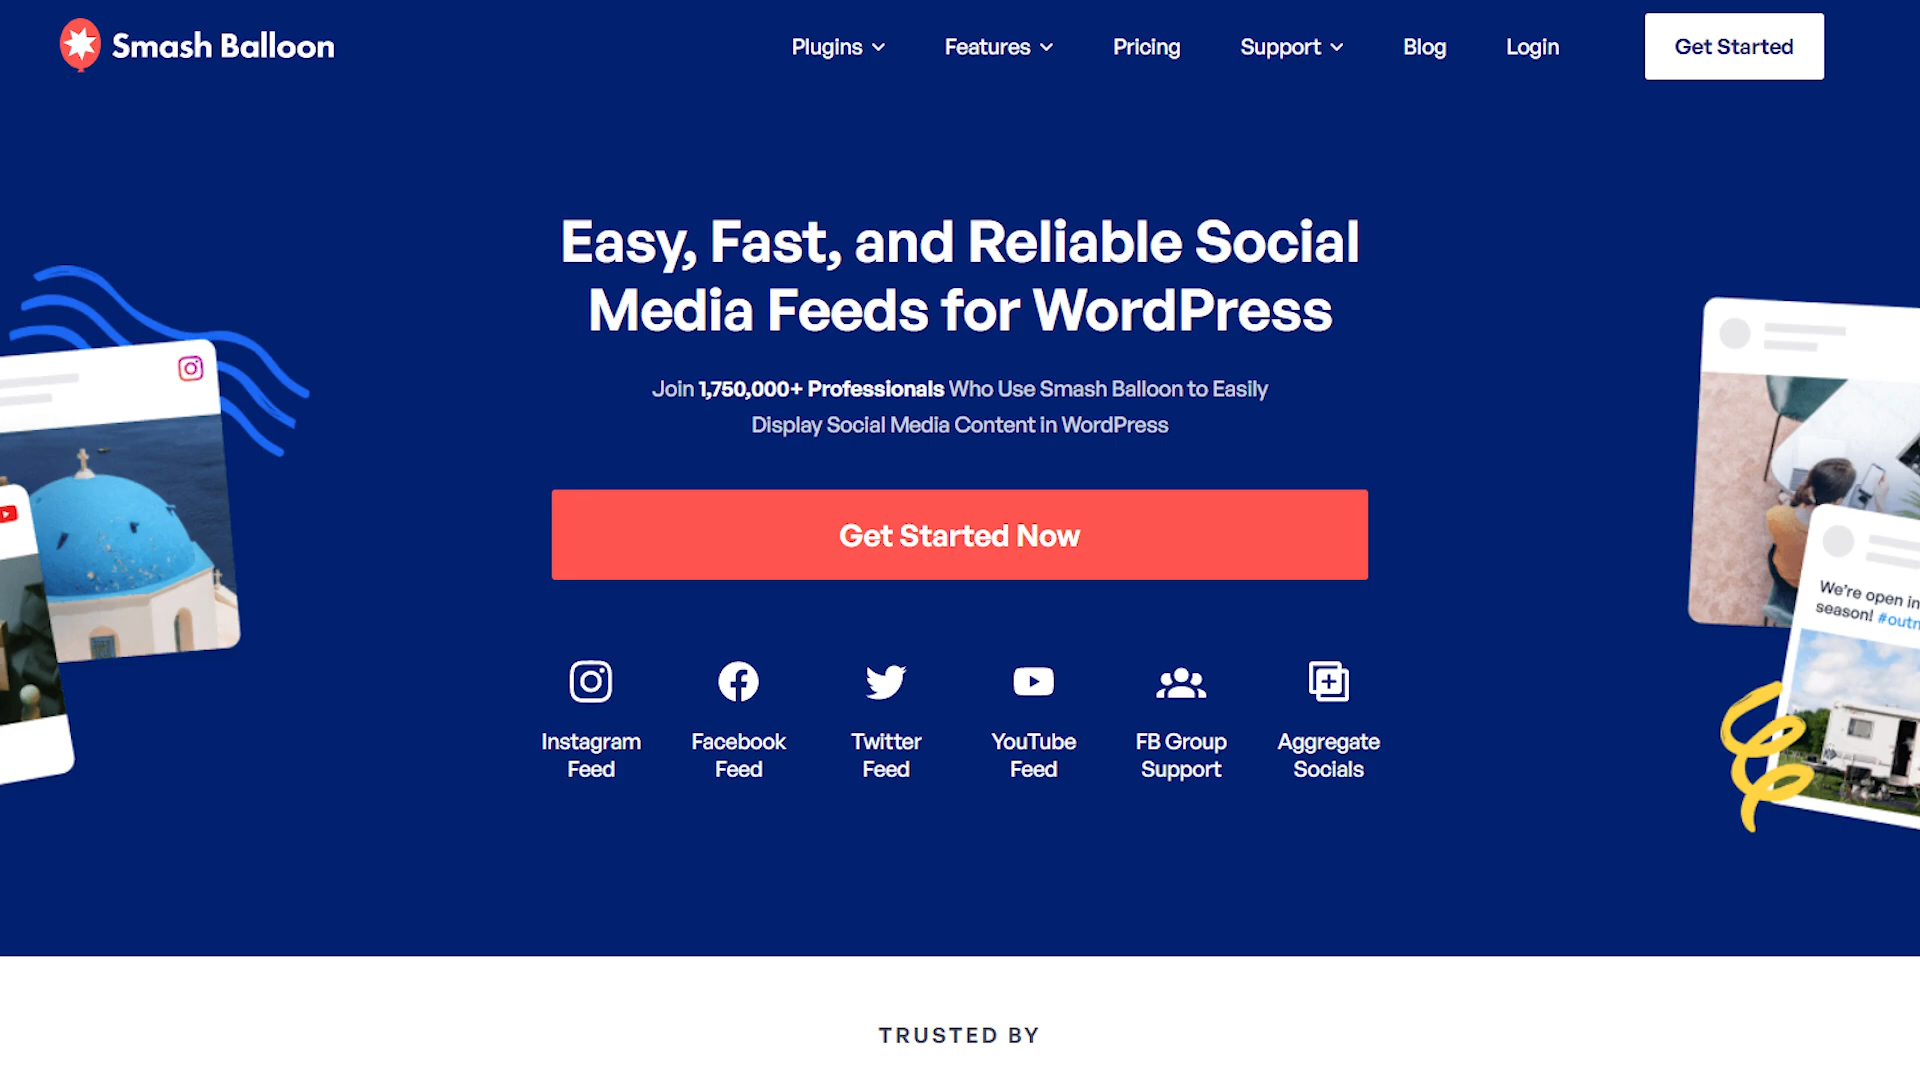 Smash Balloon
Plugins
Features
Pricing
Support
Blog
Login
Get Started
Easy, Fast, and Reliable Social
Media Feeds for WordPress
Join 1,750,000+ Professionals Who Use Smash Balloon to Easily
Display Social Media Content in WordPress
Get Started Now
Instagram
Feed
Facebook
Feed
Twitter
Feed
YouTube
Feed
FB Group
Support
Aggregate
Socials
We're open in
season!
TRUSTED BY